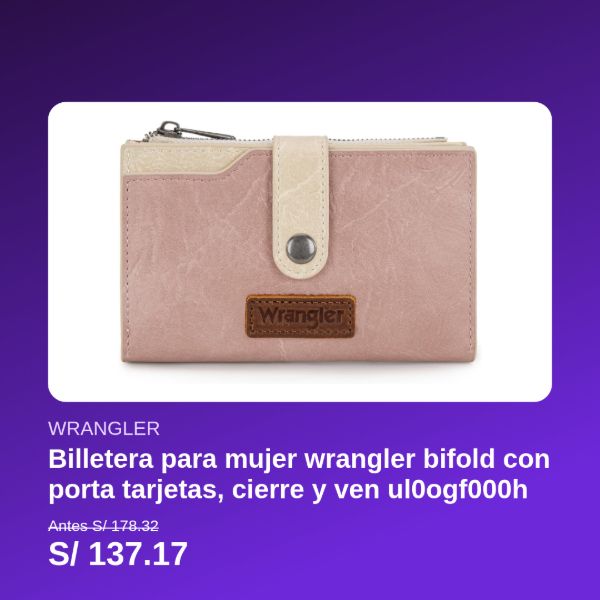 Wrangler
WRANGLER
Billetera para mujer wrangler bifold con
porta tarjetas, cierre y ven ul0ogf000h
Antes S/ 178.32
S/ 137.17